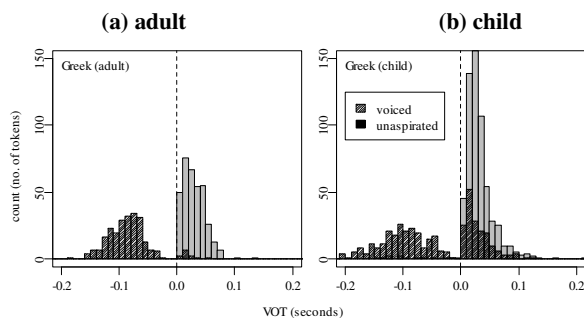 (a) adult
(b) child
Greek (adult)
Greek (child)
voiced
unaspirated
count (no. of tokens)
0
50
100
150
0
50
100
150
-0.2
-0.1
0.0
0.1
0.2
-0.2
-0.1
0.0
0.1
0.2
VOT (seconds)